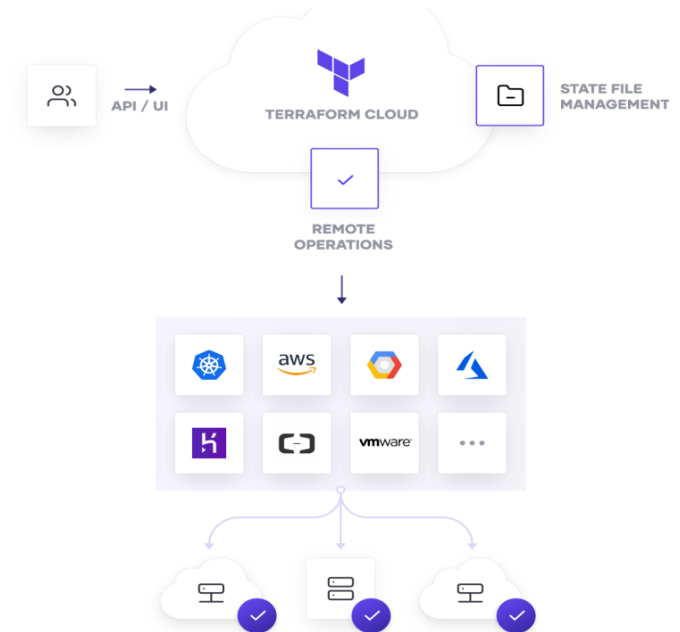 API / UI
TERRAFORM CLOUD
STATE FILE
MANAGEMENT
REMOTE
OPERATIONS
aws
vmware